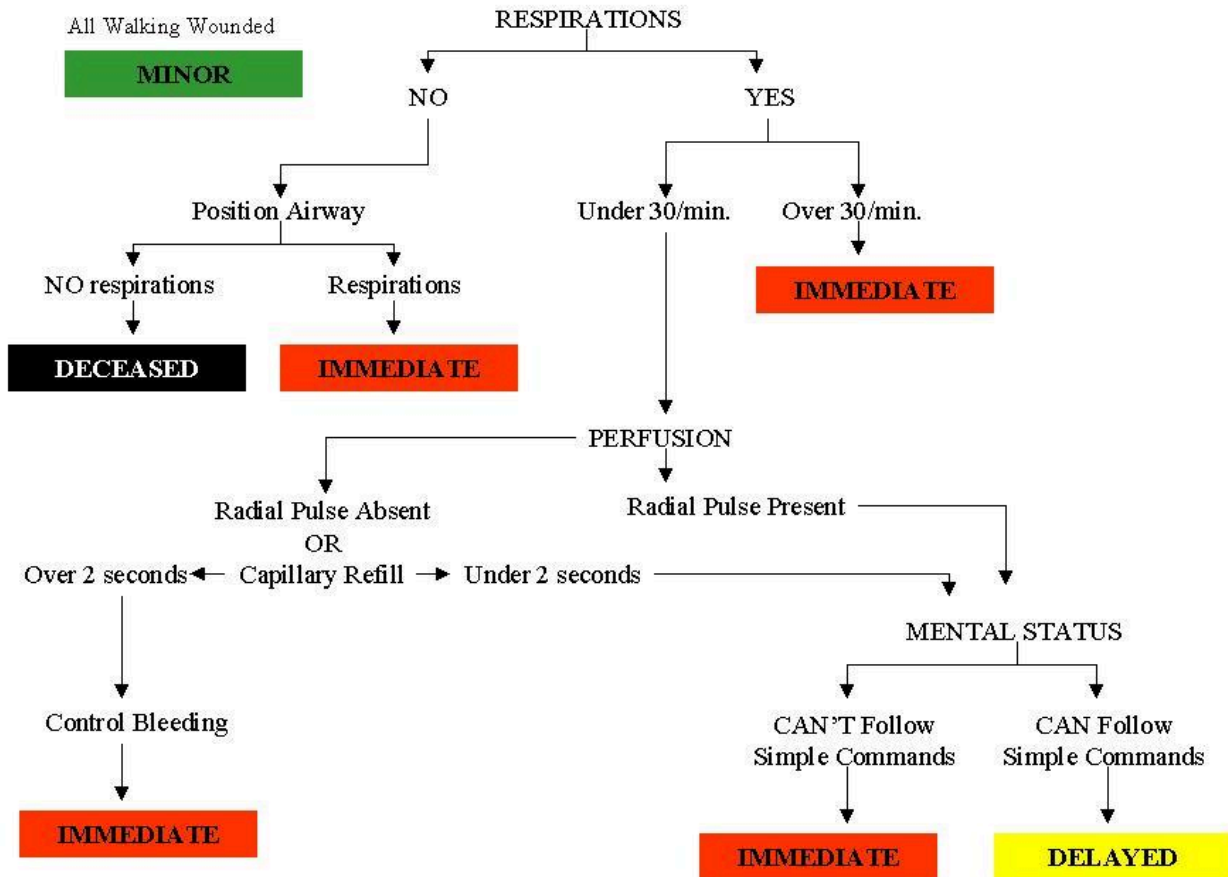 All Walking Wounded
MINOR
RESPIRATIONS
NO
YES
Position Airway
Under 30/min.
Over 30/min.
NO respirations
Respirations
IMMEDIATE
DECEASED
IMMEDIATE
PERFUSION
Radial Pulse Absent
OR
Radial Pulse Present
Over 2 seconds
Capillary Refill
Under 2 seconds
MENTAL STATUS
Control Bleeding
CAN'T Follow
Simple Commands
CAN Follow
Simple Commands
IMMEDIATE
IMMEDIATE
DELAYED